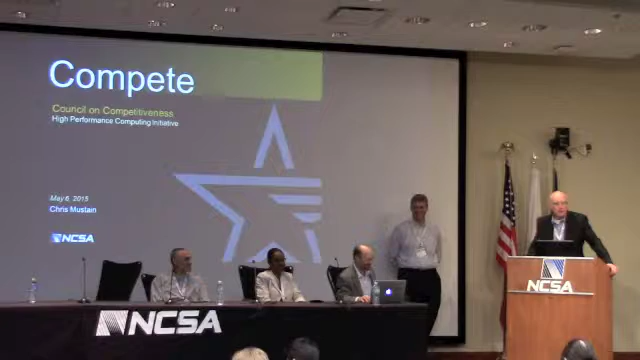 Compete
Council on Competitiveness
High Performance Computing Initiative
May 6, 2015
Chris Mustain
NCSA
NCSA
NCSA